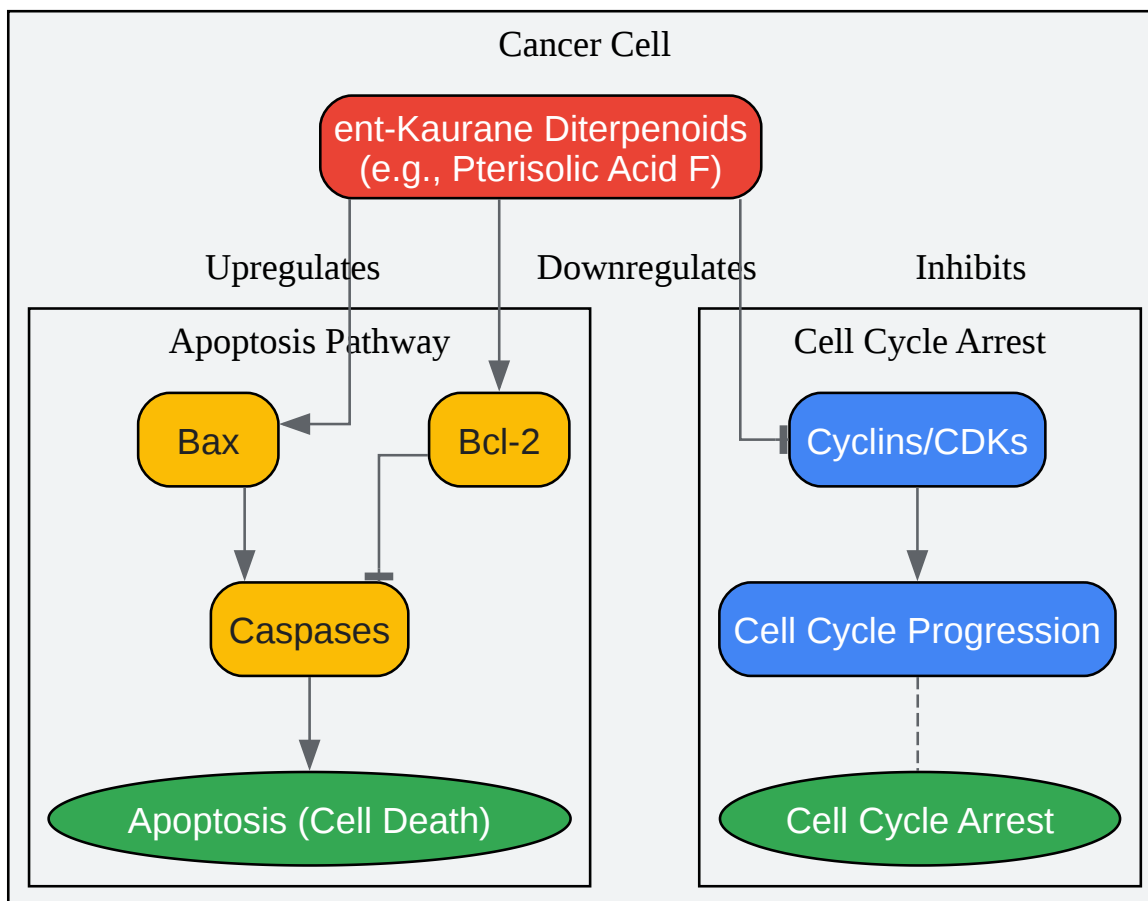 Cancer Cell
ent-Kaurane Diterpenoids
(e.g., Pterisolic Acid F)
Upregulates
Downregulates
Inhibits
Apoptosis Pathway
Cell Cycle Arrest
Bax
Bcl-2
Cyclins/CDKs
Caspases
Cell Cycle Progression
Apoptosis (Cell Death)
Cell Cycle Arrest